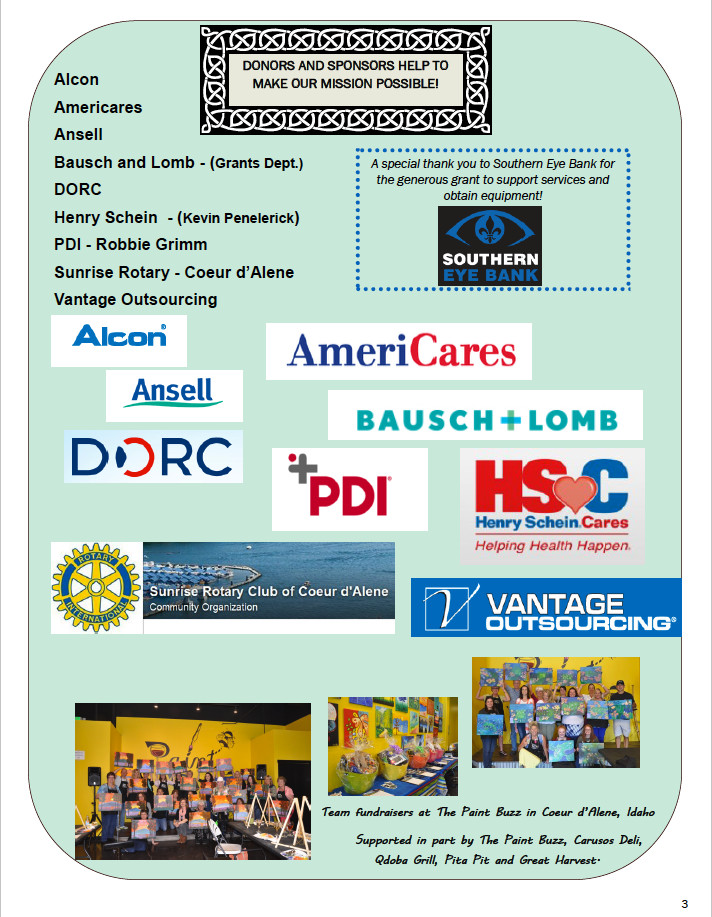 DONORS AND SPONSORS HELP TO
MAKE OUR MISSION POSSIBLE!
Alcon
Americares
Ansell
Bausch and Lomb - (Grants Dept.)
DORC
Henry Schein - (Kevin Penelerick)
PDI - Robbie Grimm
Sunrise Rotary - Coeur d'Alene
Vantage Outsourcing
A special thank you to Southern Eye Bank for
the generous grant to support services and
obtain equipment!
SOUTHERN
EYE BANK
Alcon®
AmeriCares
Ansell
BAUSCH + LOMB
DORC
PDI®
HSC
Henry Schein® Cares
Helping Health Happen®
ROTARY
INTERNATIONAL
Sunrise Rotary Club of Coeur d'Alene
Community Organization
V VANTAGE
OUTSOURCING®
Team fundraisers at The Paint Buzz in Coeur d'Alene, Idaho
Supported in part by The Paint Buzz, Carusos Deli,
Qdoba Grill, Pita Pit and Great Harvest.
3